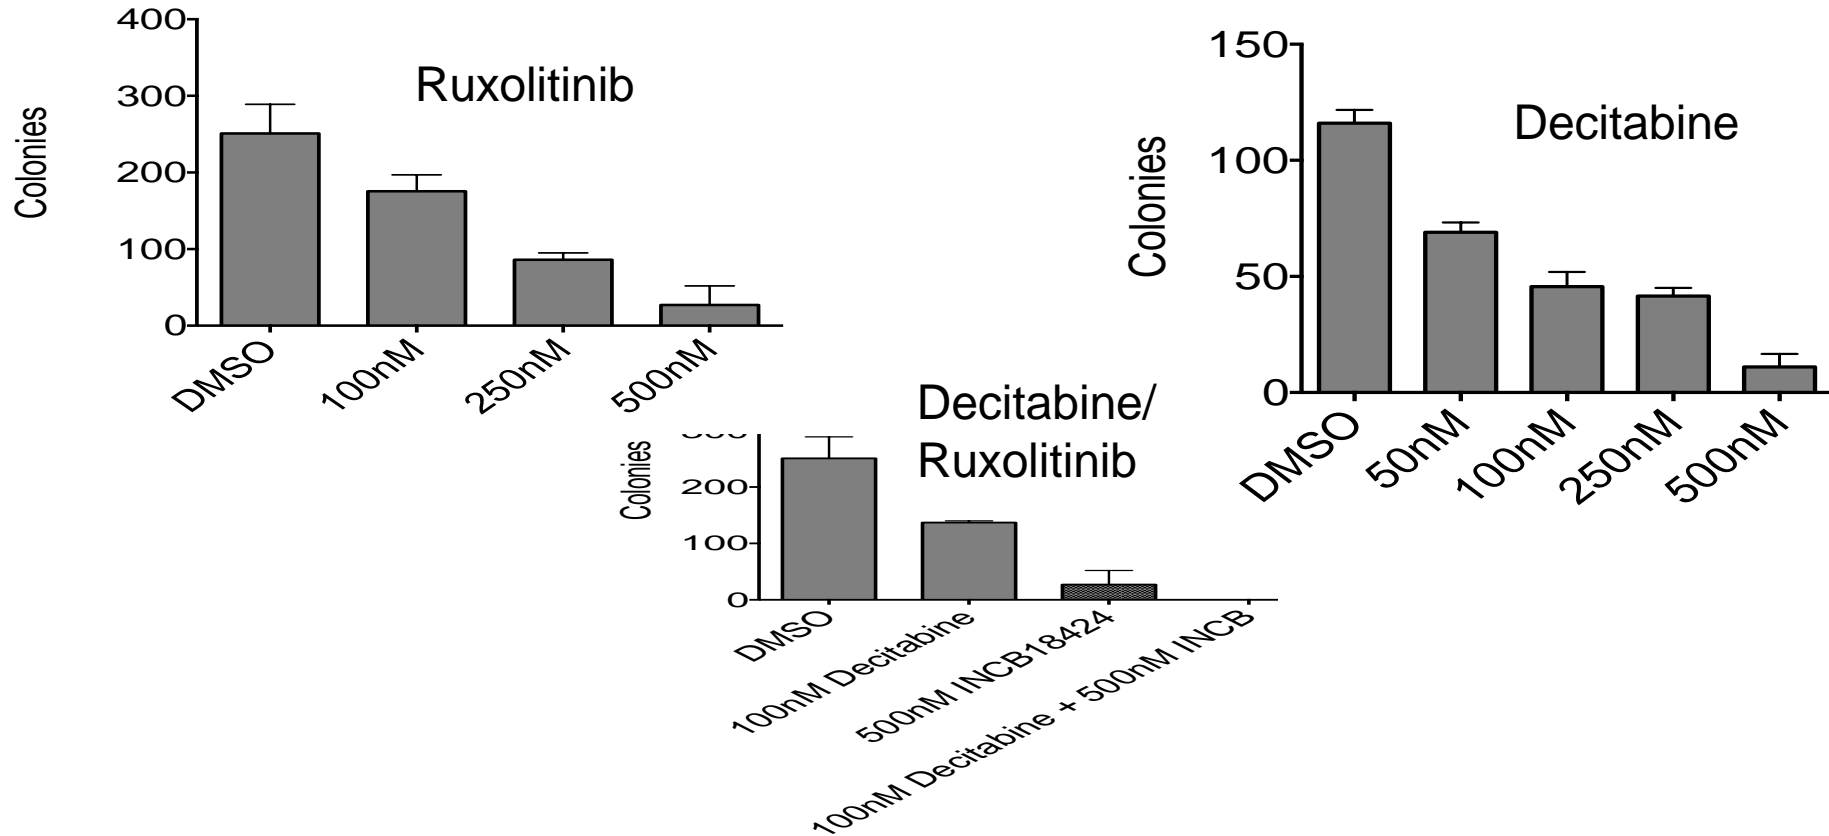 400
300
200
100
0
Colonies
Ruxolitinib
DMSO
100nM
250nM
500nM
150
100
50
0
Colonies
Decitabine
DMSO
50nM
100nM
250nM
500nM
Decitabine/
Ruxolitinib
200
100
0
Colonies
DMSO
100nM Decitabine
500nM INCB18424
100nM Decitabine + 500nM INCB